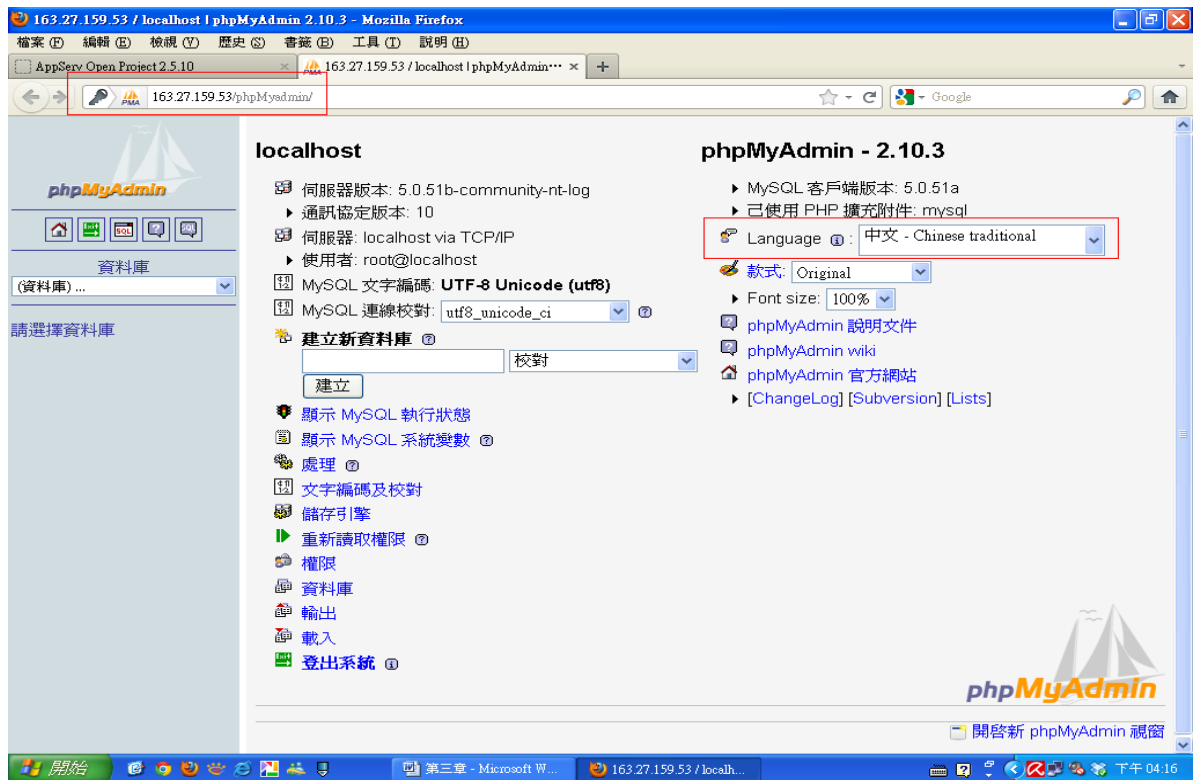 163.27.159.53 / localhost | phpMyAdmin 2.10.3 - Mozilla Firefox
檔案(F) 編輯(E) 檢視(V) 歷史(S) 書籤(B) 工具(T) 說明(H)
AppServ Open Project 2.5.10
163.27.159.53 / localhost | phpMyAdmin…
163.27.159.53/phpMyadmin/
Google
phpMyAdmin
資料庫
(資料庫) ...
請選擇資料庫
localhost
伺服器版本: 5.0.51b-community-nt-log
通訊協定版本: 10
伺服器: localhost via TCP/IP
使用者: root@localhost
MySQL 文字編碼: UTF-8 Unicode (utf8)
MySQL 連線校對: utf8_unicode_ci
建立新資料庫
校對
建立
顯示 MySQL 執行狀態
顯示 MySQL 系統變數
處理
文字編碼及校對
儲存引擎
重新讀取權限
權限
資料庫
輸出
載入
登出系統
phpMyAdmin - 2.10.3
MySQL 客戶端版本: 5.0.51a
已使用 PHP 擴充附件: mysql
Language : 中文 - Chinese traditional
款式: Original
Font size: 100%
phpMyAdmin 說明文件
phpMyAdmin wiki
phpMyAdmin 官方網站
[ChangeLog] [Subversion] [Lists]
phpMyAdmin
開啓新 phpMyAdmin 視窗
開始
第三章 - Microsoft W...
163.27.159.53 / localh...
下午 04:16